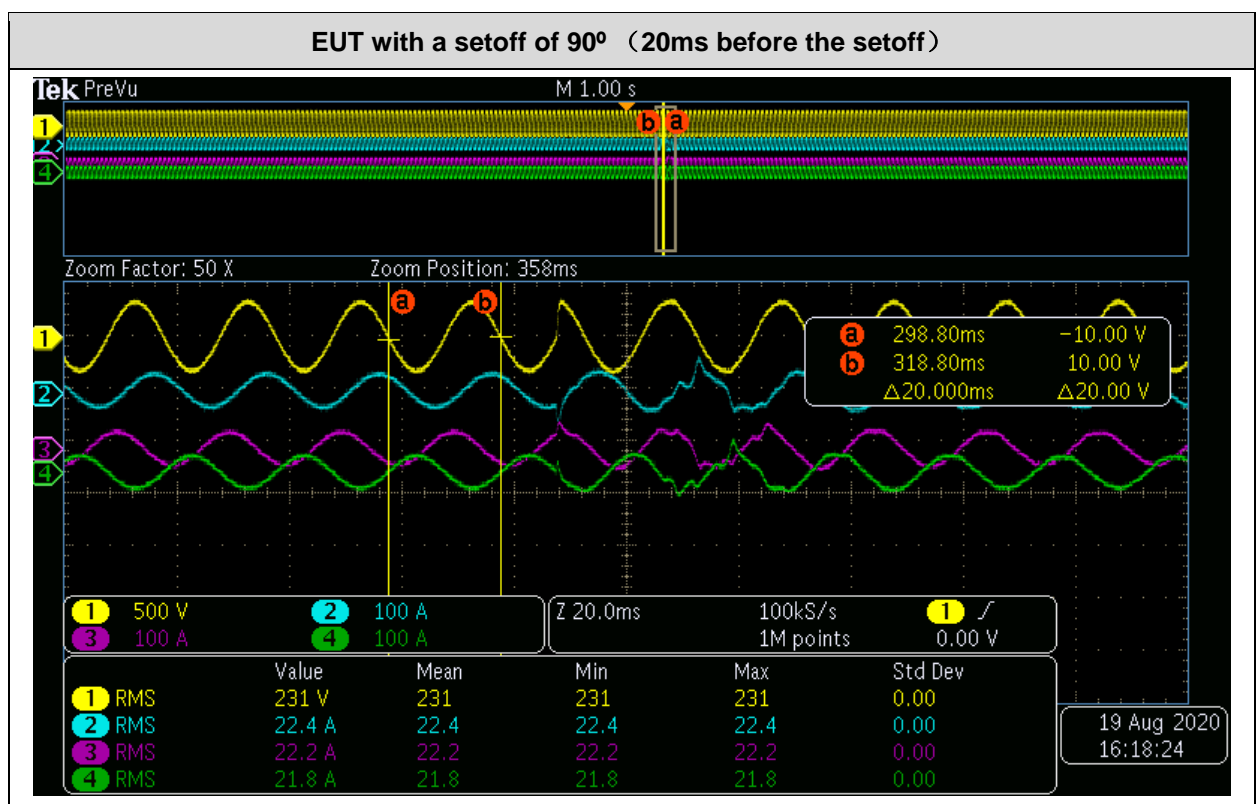 EUT with a setoff of 90º （20ms before the setoff）
Tek PreVu M 1.00 s
1
b a
2
4
Zoom Factor: 50 X Zoom Position: 358ms
a b
1
a 298.80ms -10.00 V
b 318.80ms 10.00 V
Δ20.000ms Δ20.00 V
2
3
4
1 500 V 2 100 A Z 20.0ms 100kS/s 1
3 100 A 4 100 A 1M points 0.00 V
Value Mean Min Max Std Dev
1 RMS 231 V 231 231 231 0.00
2 RMS 22.4 A 22.4 22.4 22.4 0.00
3 RMS 22.2 A 22.2 22.2 22.2 0.00
4 RMS 21.8 A 21.8 21.8 21.8 0.00
19 Aug 2020
16:18:24